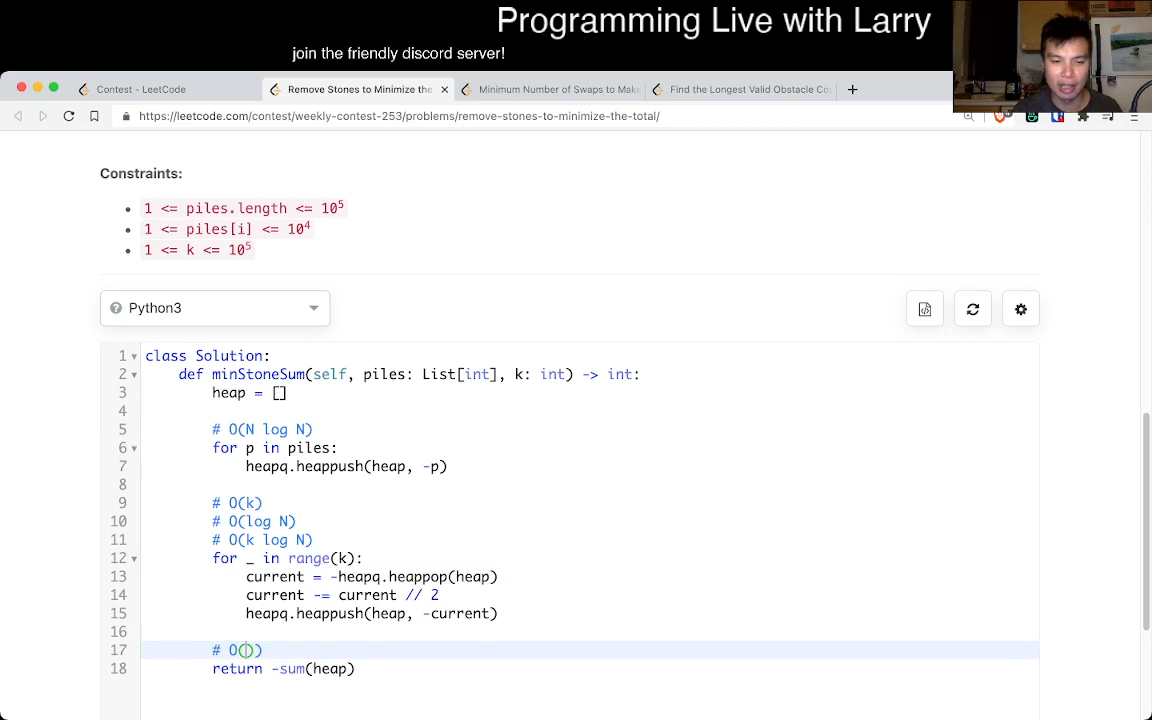 Programming Live with Larry
join the friendly discord server!
Contest - LeetCode
Remove Stones to Minimize the
Minimum Number of Swaps to Make
Find the Longest Valid Obstacle Co
https://leetcode.com/contest/weekly-contest-253/problems/remove-stones-to-minimize-the-total/
Constraints:
• 1 <= piles.length <= 10^5
• 1 <= piles[i] <= 10^4
• 1 <= k <= 10^5
Python3
1 class Solution:
2     def minStoneSum(self, piles: List[int], k: int) -> int:
3         heap = []
4
5         # O(N log N)
6         for p in piles:
7             heapq.heappush(heap, -p)
8
9         # O(k)
10         # O(log N)
11         # O(k log N)
12         for _ in range(k):
13             current = -heapq.heappop(heap)
14             current -= current // 2
15             heapq.heappush(heap, -current)
16
17         # O())
18         return -sum(heap)